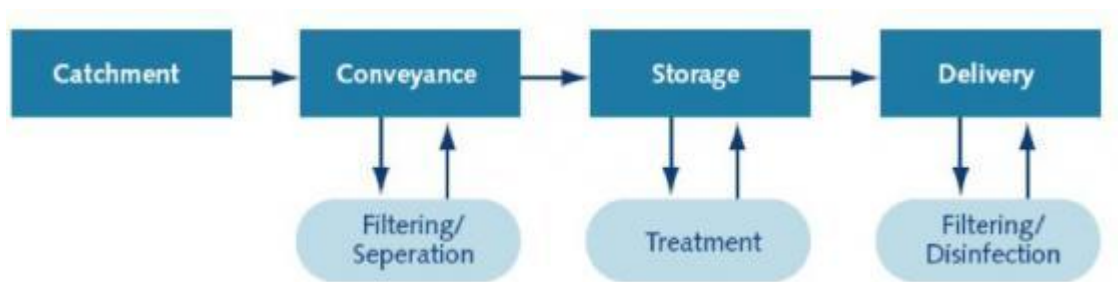 Catchment
Conveyance
Storage
Delivery
Filtering/
Seperation
Treatment
Filtering/
Disinfection